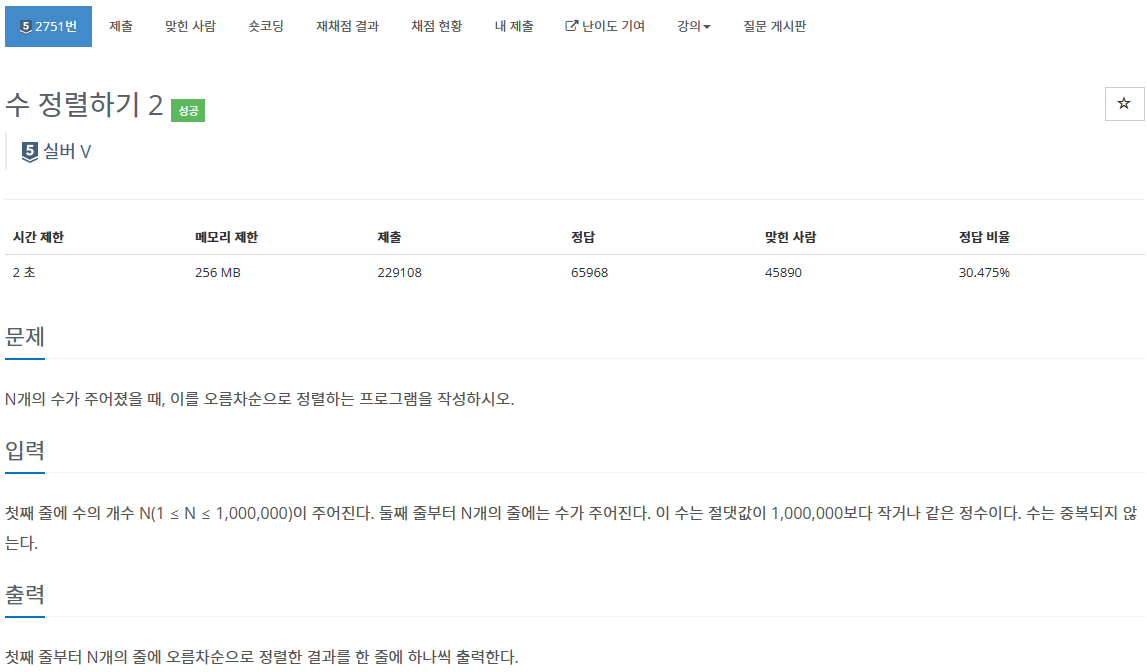 5 2751번 제출 맞힌 사람 숏코딩 재채점 결과 채점 현황 내 제출 난이도 기여 강의 질문 게시판
수 정렬하기 2 성공
5 실버 V
시간 제한 메모리 제한 제출 정답 맞힌 사람 정답 비율
2 초 256 MB 229108 65968 45890 30.475%
문제
N개의 수가 주어졌을 때, 이를 오름차순으로 정렬하는 프로그램을 작성하시오.
입력
첫째 줄에 수의 개수 N(1 ≤ N ≤ 1,000,000)이 주어진다. 둘째 줄부터 N개의 줄에는 수가 주어진다. 이 수는 절댓값이 1,000,000보다 작거나 같은 정수이다. 수는 중복되지 않
는다.
출력
첫째 줄부터 N개의 줄에 오름차순으로 정렬한 결과를 한 줄에 하나씩 출력한다.